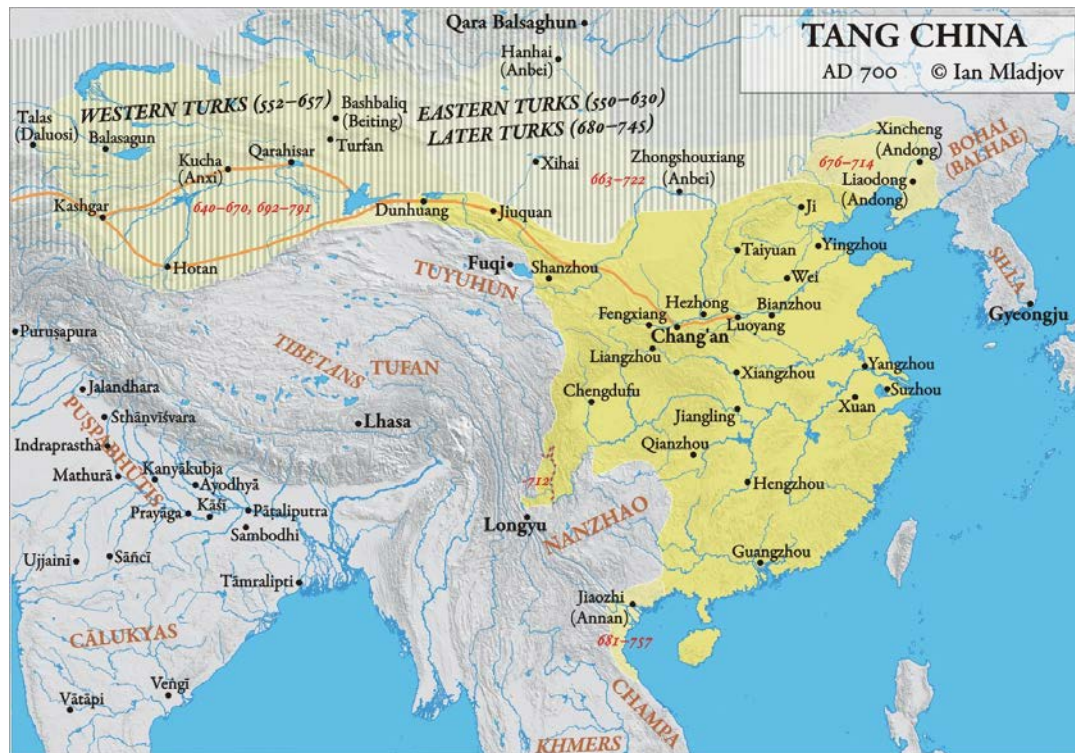 TANG CHINA
AD 700 © Ian Mladjov
Qara Balsaghun
Hanhai
(Anbei)
WESTERN TURKS (552–657)
Bashbaliq
(Beiting)
EASTERN TURKS (550–630)
LATER TURKS (680–745)
Talas
(Daluosi)
Balasagun
Turfan
Qarahisar
Kucha
(Anxi)
Xihai
663–722
Zhongshouxiang
(Anbei)
676–714
Xincheng
(Andong)
BOHAI
(BALHAE)
Liaodong
(Andong)
Kashgar
640–670, 692–791
Dunhuang
Jiuquan
Ji
Hotan
Fuqi
TUYUHUN
Shanzhou
Taiyuan
Yingzhou
Wei
SILLA
Gyeongju
Hezhong
Bianzhou
Fengxiang
Luoyang
Chang'an
Liangzhou
Puruṣapura
TIBETANS
TUFAN
Xiangzhou
Yangzhou
Suzhou
Jalandhara
Chengdufu
Xuan
Sthānvīśvara
PUṢPABHŪTIS
Lhasa
Jiangling
Indraprastha
Qianzhou
Mathurā
Kanyākubja
Ayodhyā
-712
Hengzhou
Prayāga
Kāśī
Pāṭaliputra
Sambodhi
Longyu
NANZHAO
Ujjainī
Sāñcī
Guangzhou
Tāmralipti
Jiaozhi
(Annan)
681–757
CĀLUKYAS
CHAMPA
Veṅgī
Vātāpi
KHMERS